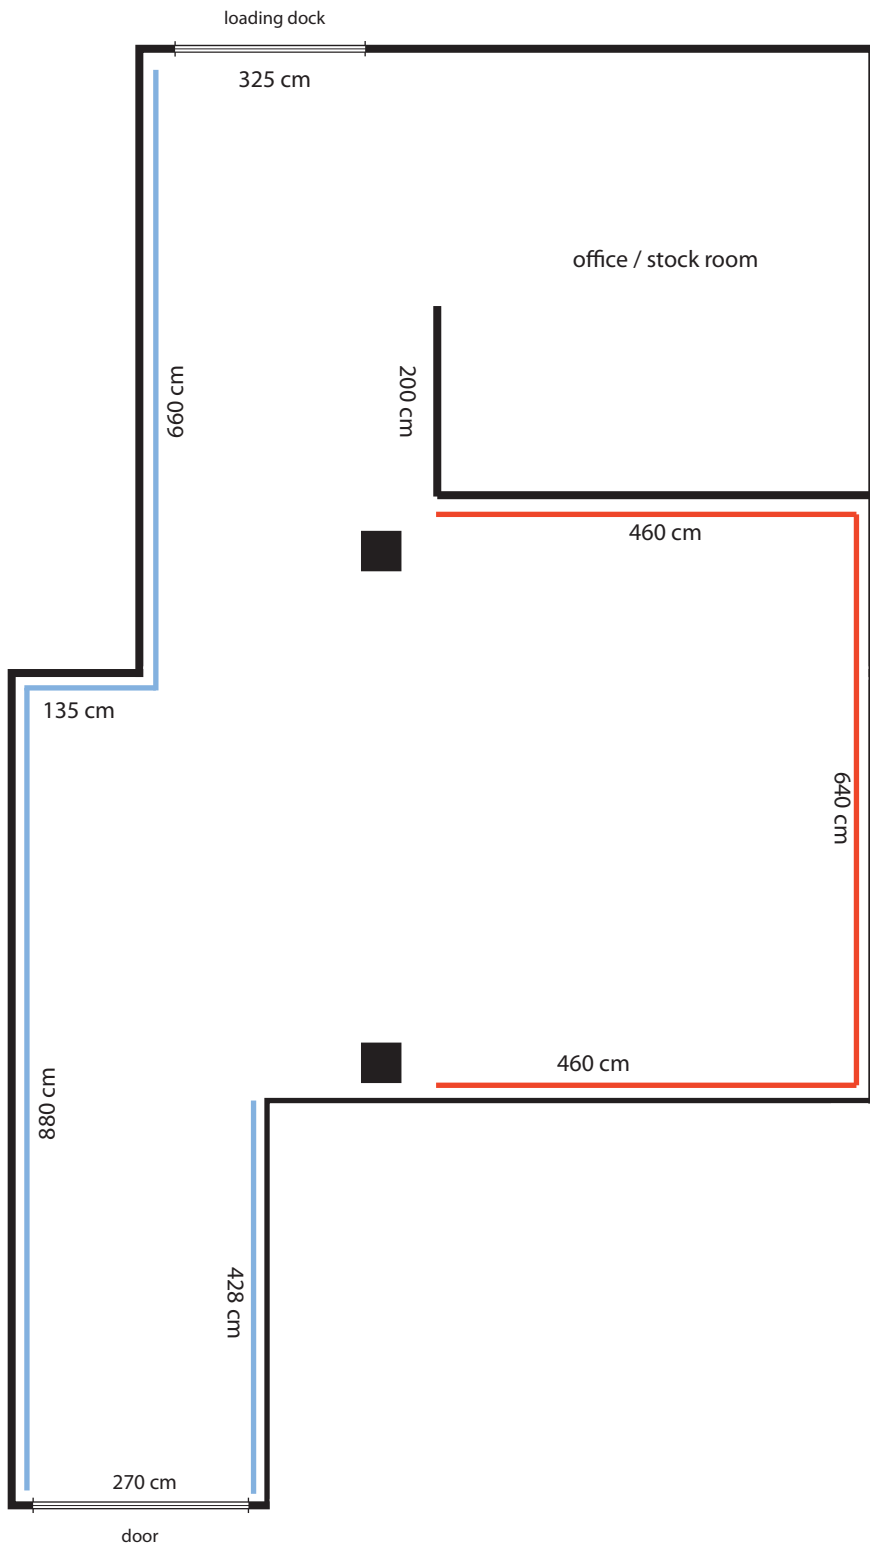 loading dock
325 cm
office / stock room
660 cm
200 cm
460 cm
135 cm
640 cm
460 cm
880 cm
428 cm
270 cm
door